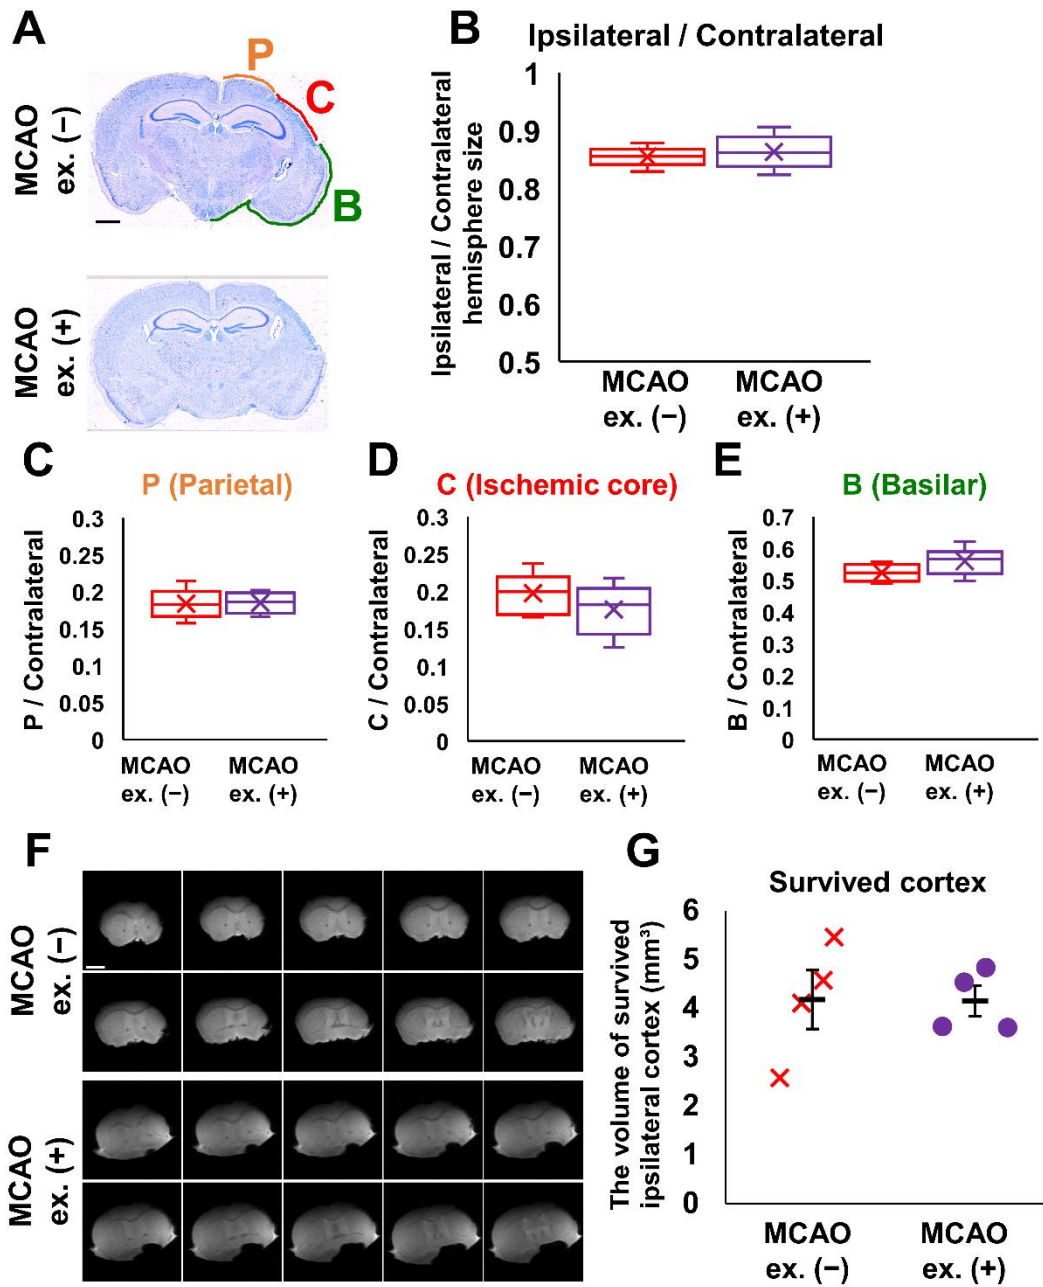 A
P
C
B
MCAO
ex. (−)
MCAO
ex. (+)
B
Ipsilateral / Contralateral
Ipsilateral / Contralateral
hemisphere size
1
0.9
0.8
0.7
0.6
0.5
MCAO
ex. (−)
MCAO
ex. (+)
C
P (Parietal)
P / Contralateral
0.3
0.25
0.2
0.15
0.1
0.05
0
MCAO
ex. (−)
MCAO
ex. (+)
D
C (Ischemic core)
C / Contralateral
0.3
0.25
0.2
0.15
0.1
0.05
0
MCAO
ex. (−)
MCAO
ex. (+)
E
B (Basilar)
B / Contralateral
0.7
0.6
0.5
0.4
0.3
0.2
0.1
0
MCAO
ex. (−)
MCAO
ex. (+)
F
MCAO
ex. (−)
MCAO
ex. (+)
G
Survived cortex
The volume of survived
ipsilateral cortex (mm³)
6
5
4
3
2
1
0
MCAO
ex. (−)
MCAO
ex. (+)